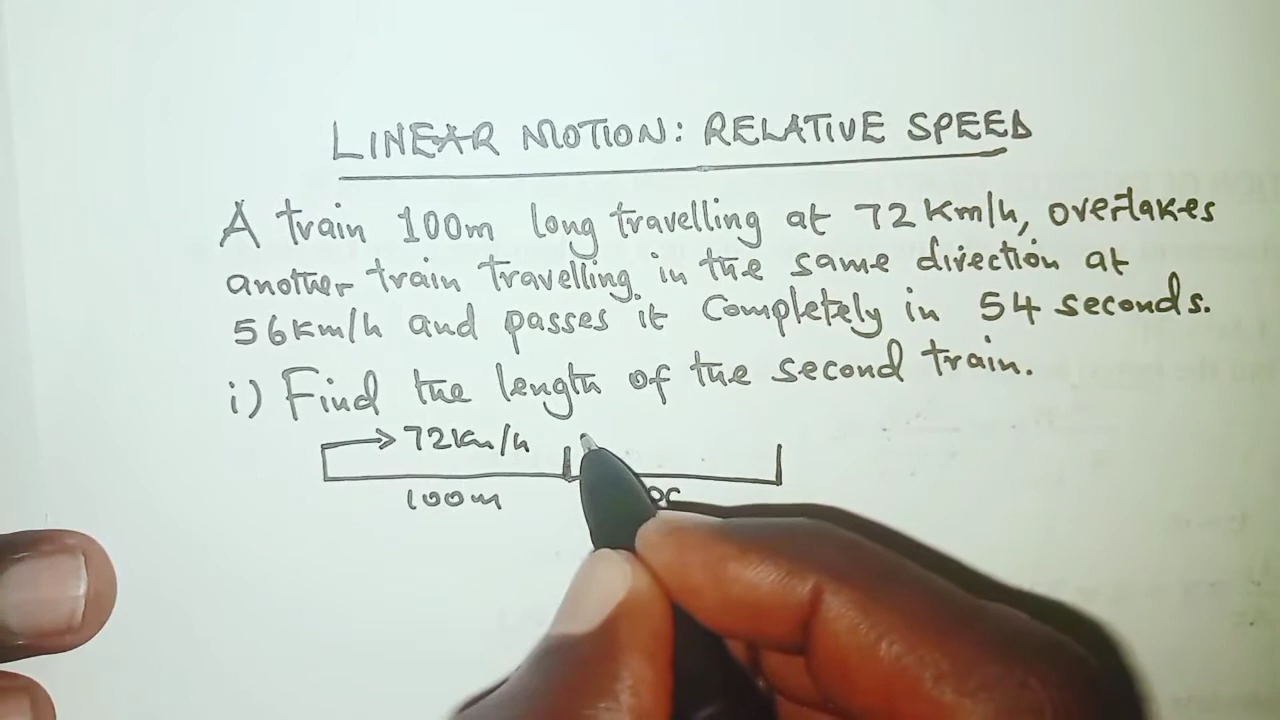 LINEAR MOTION: RELATIVE SPEED
A train 100m long travelling at 72Km/h, overtakes
another train travelling in the same direction at
56Km/h and passes it completely in 54 seconds.
i) Find the length of the second train.
72Km/h
100m